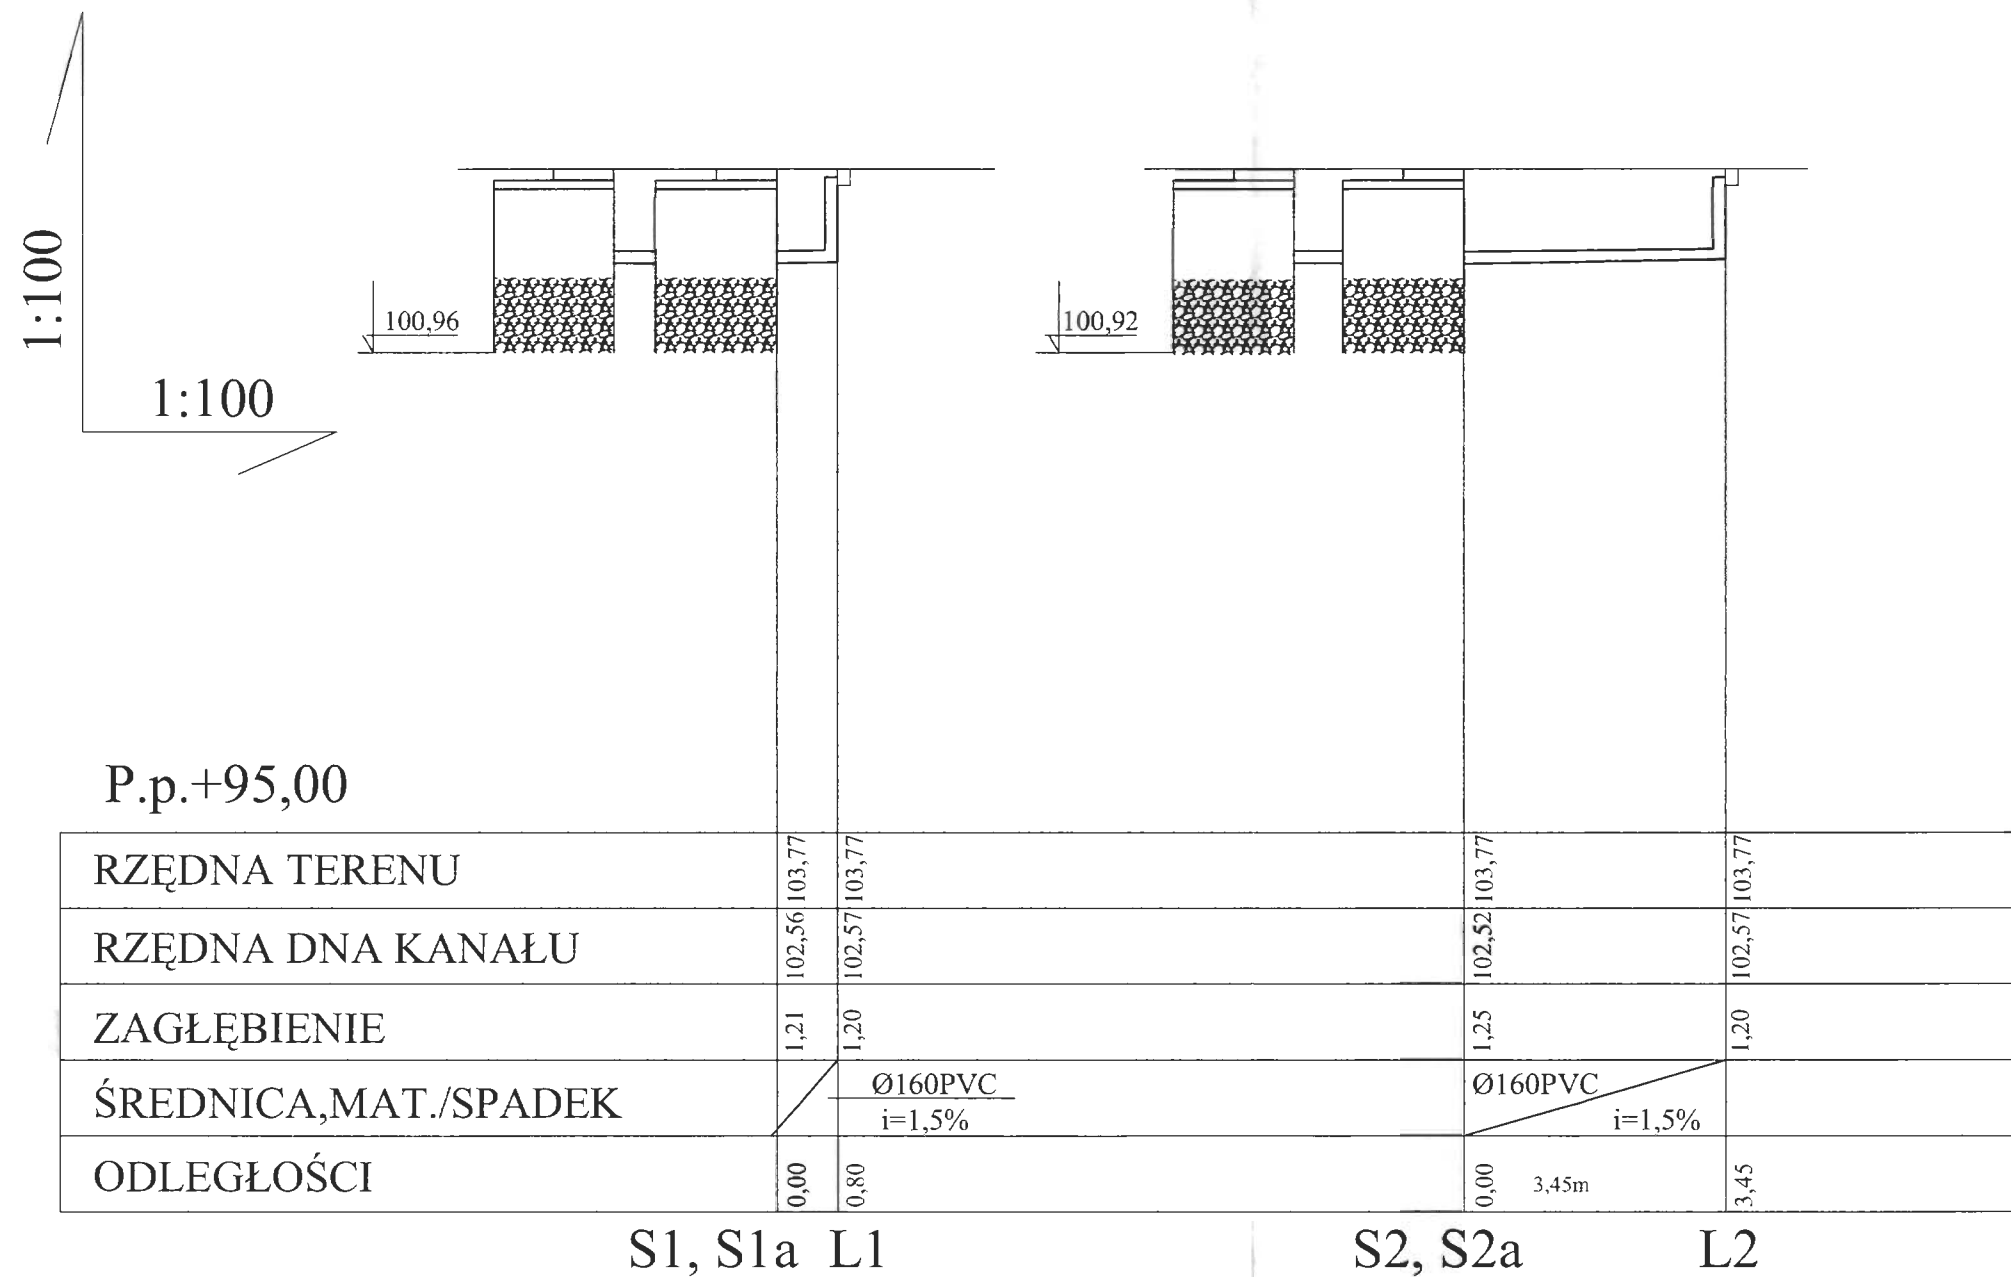 1:100
1:100
100,96
100,92
P.p.+95,00
RZĘDNA TERENU 103,77 103,77 103,77 103,77
RZĘDNA DNA KANAŁU 102,56 102,57 102,52 102,57
ZAGŁĘBIENIE 1,21 1,20 1,25 1,20
ŚREDNICA,MAT./SPADEK Ø160PVC Ø160PVC
i=1,5% i=1,5%
ODLEGŁOŚCI 0,00 0,80 0,00 3,45m 3,45
S1, S1a L1 S2, S2a L2